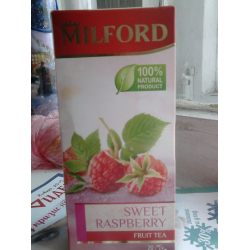 MILFORD
100%
NATURAL
PRODUCT
SWEET
RASPBERRY
FRUIT TEA